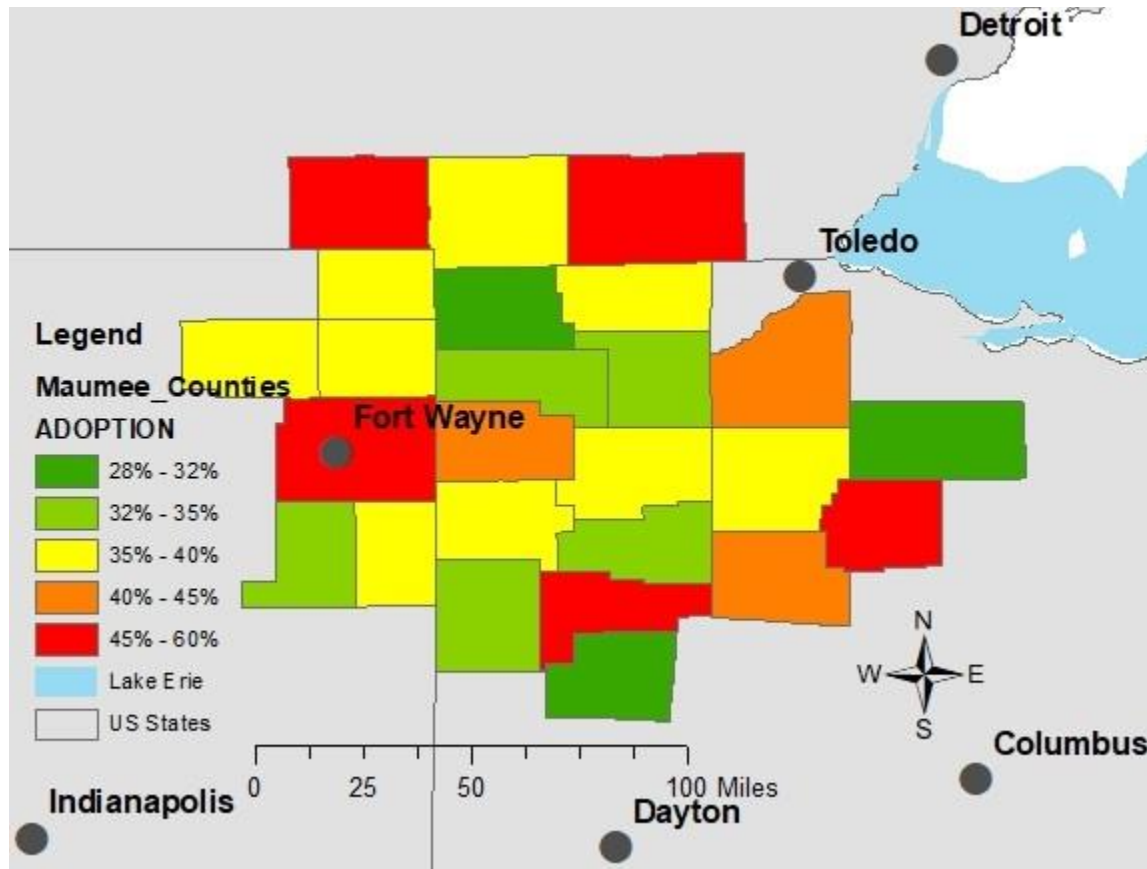 Detroit
Toledo
Legend
Maumee_Counties
ADOPTION
28% - 32%
32% - 35%
35% - 40%
40% - 45%
45% - 60%
Lake Erie
US States
Fort Wayne
N
W E
S
Columbus
0 25 50 100 Miles
Indianapolis
Dayton